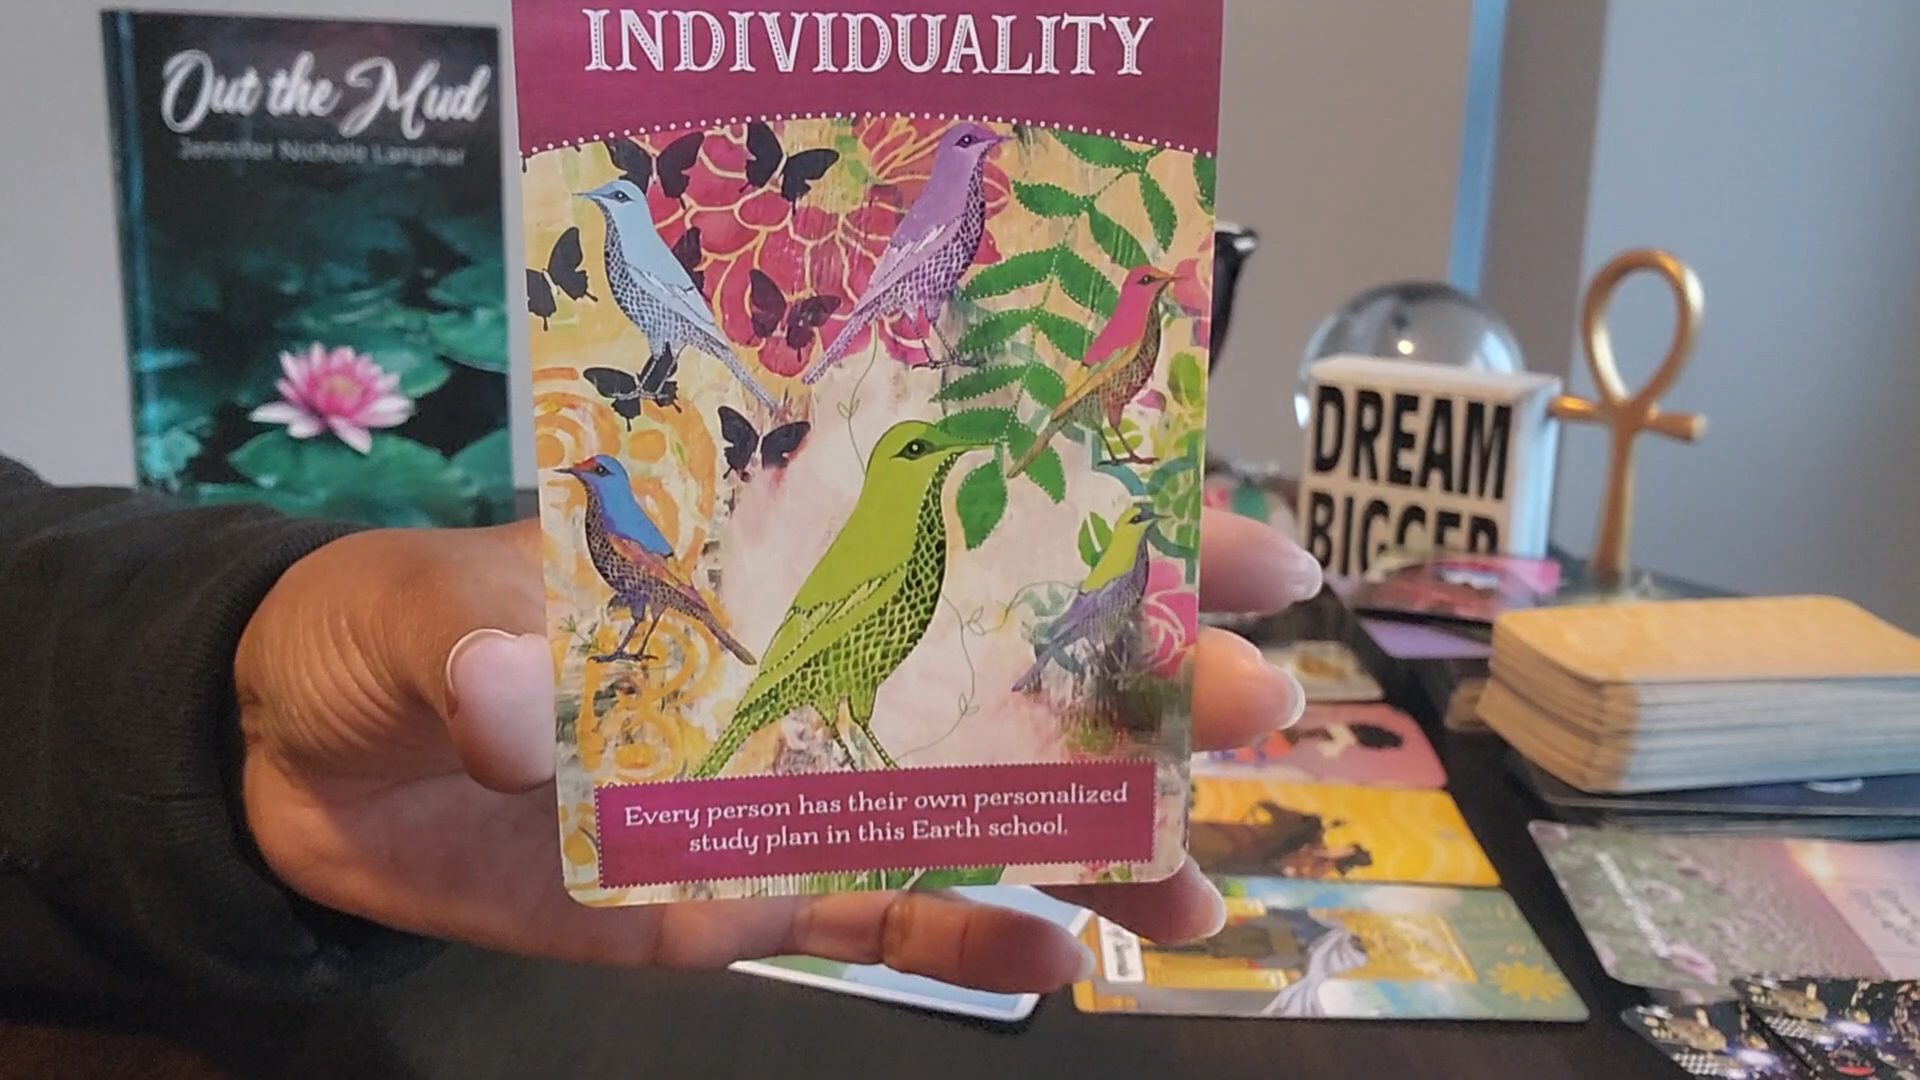 Out the Mud
Jennifer Nichole Lanphar
INDIVIDUALITY
DREAM
BIGGER
Every person has their own personalized
study plan in this Earth school.